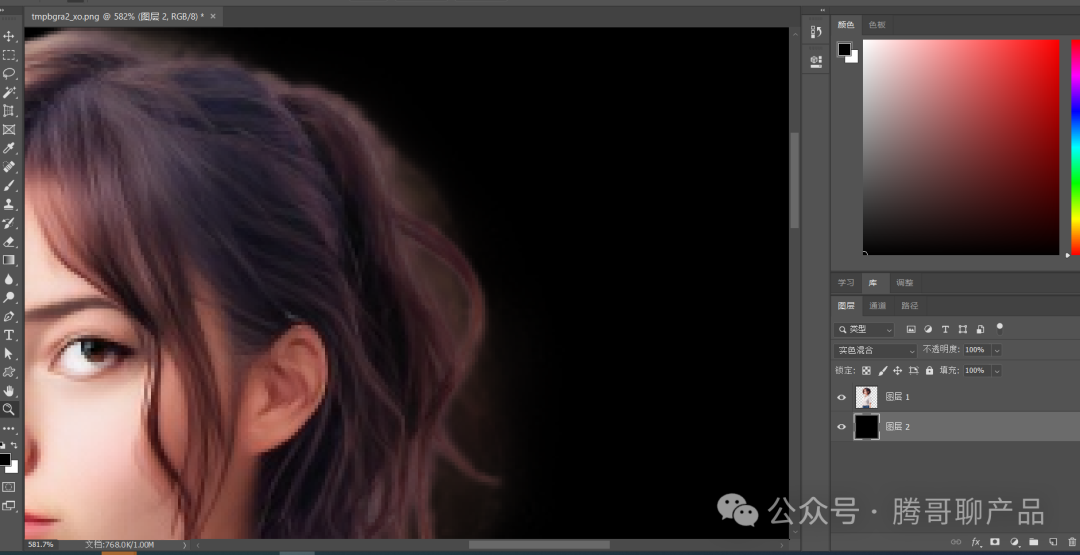 tmpbgra2_xo.png @ 582% (图层 2, RGB/8) *
颜色 色板
学习 库 调整
图层 通道 路径
类型
实色混合 不透明度: 100%
锁定: 填充: 100%
图层 1
图层 2
fx
581.7% 文档:768.0K/1.00M
公众号 · 腾哥聊产品